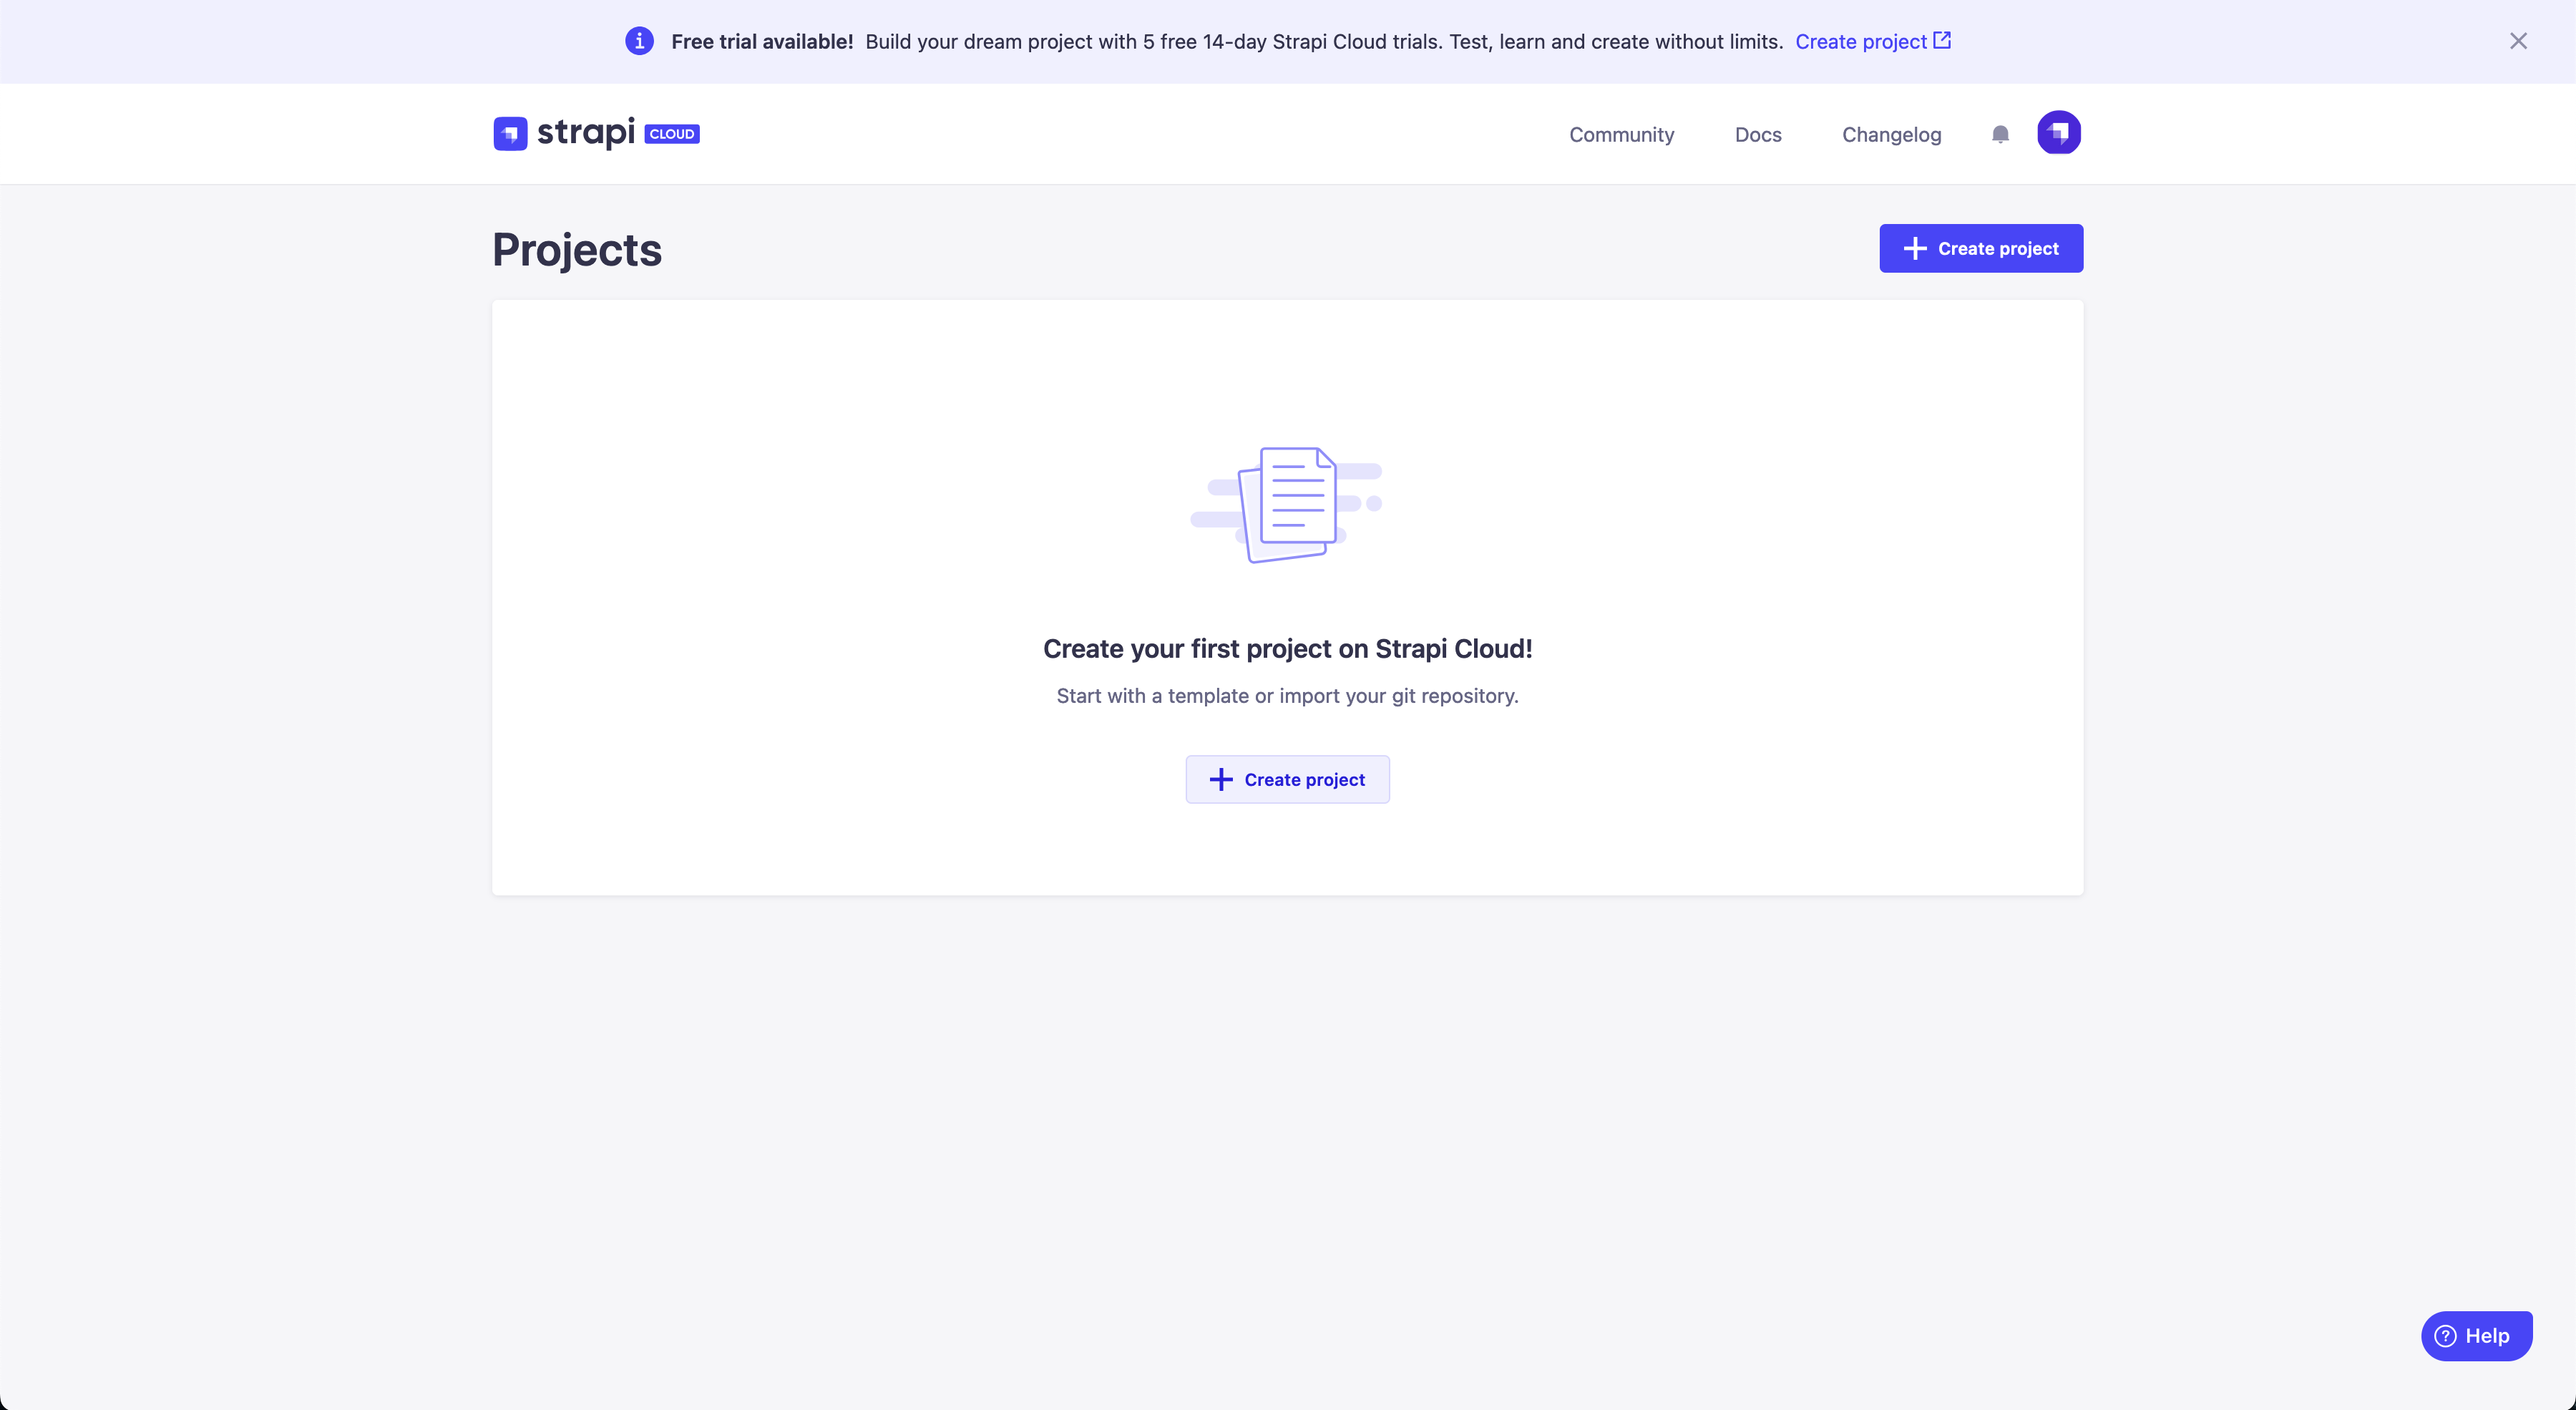 Free trial available! Build your dream project with 5 free 14-day Strapi Cloud trials. Test, learn and create without limits. Create project
strapi CLOUD
Community
Docs
Changelog
Projects
Create project
Create your first project on Strapi Cloud!
Start with a template or import your git repository.
Create project
Help